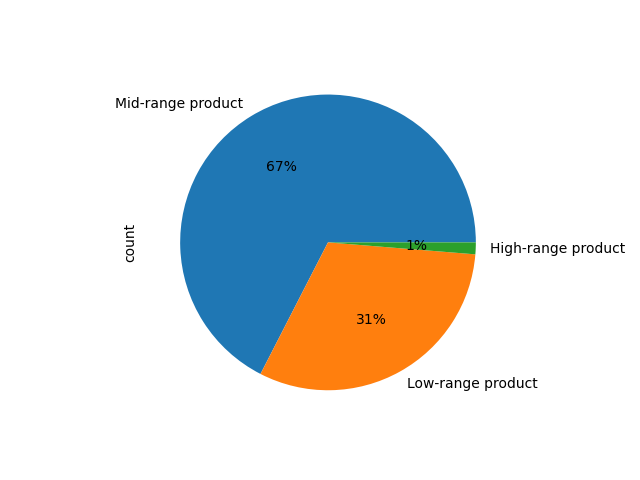 Mid-range product
67%
count
1%
High-range product
31%
Low-range product